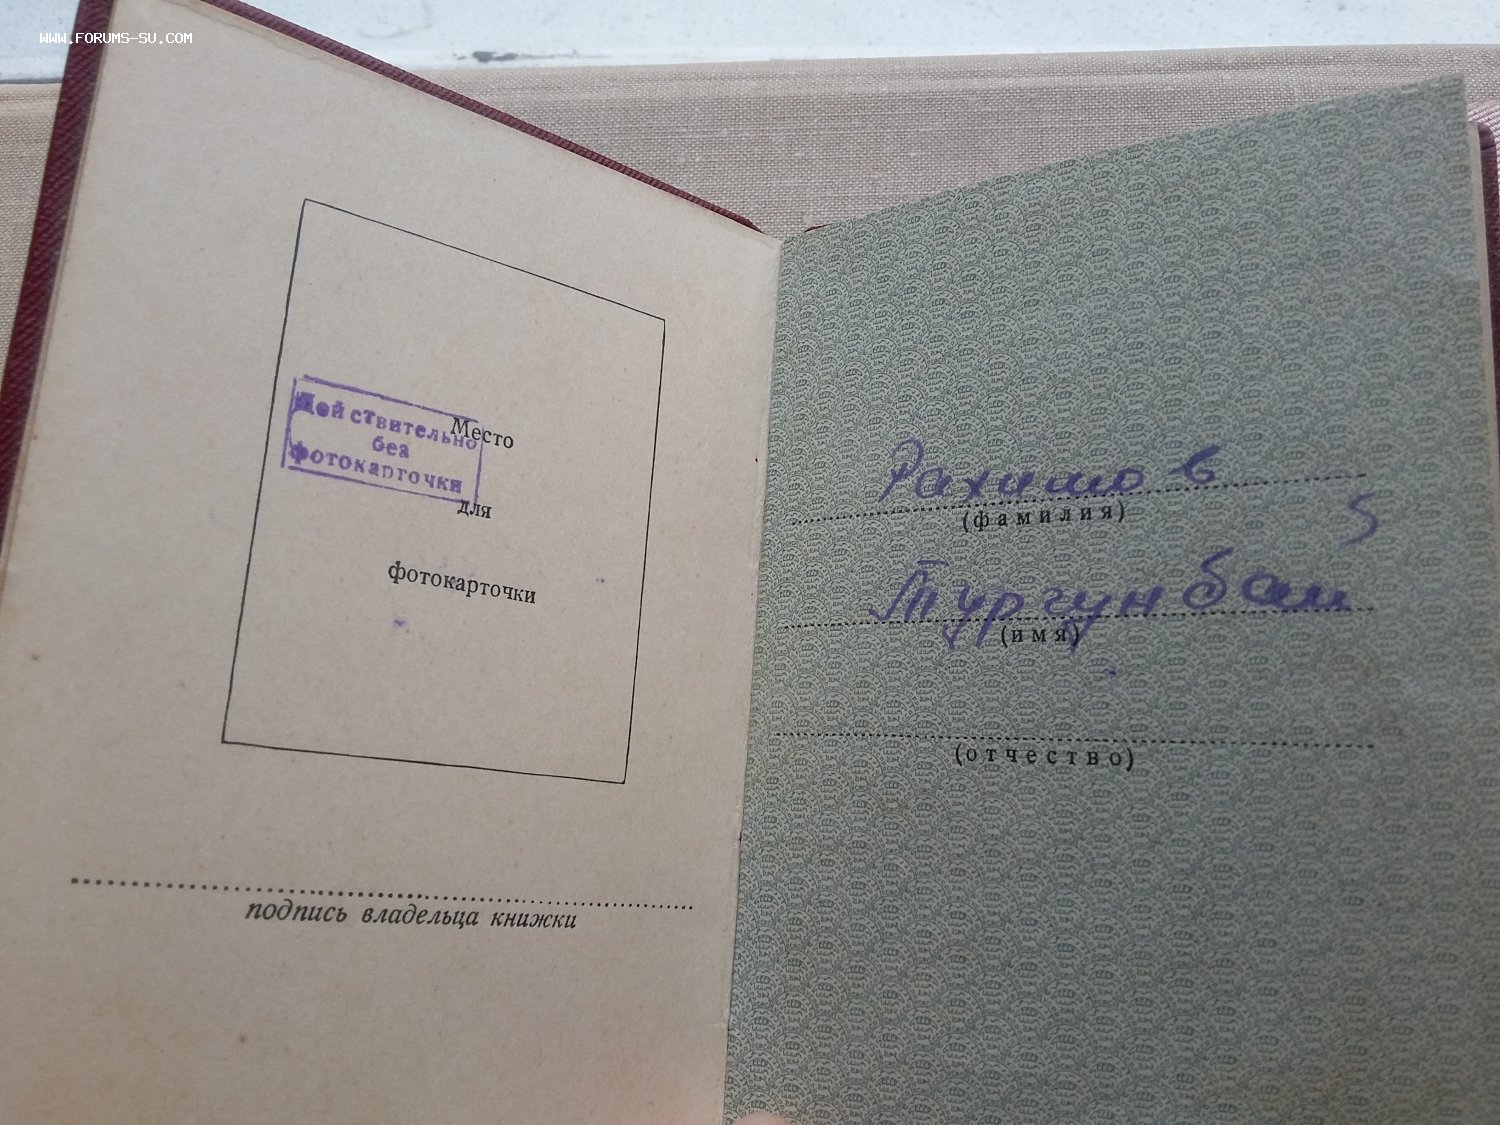 WWW.FORUMS-SU.COM
Действительно
без
фотокарточки
Место
для
фотокарточки
подпись владельца книжки
Рахимов
(фамилия)
Тургунбай
(имя)
(отчество)